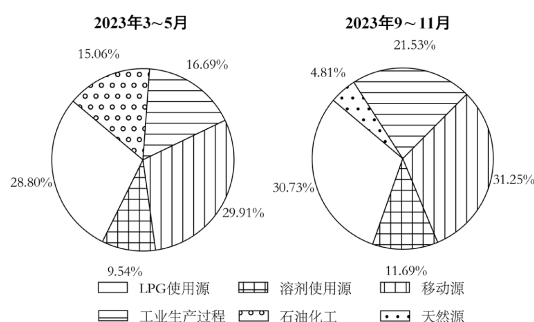 2023年3~5月
2023年9~11月
15.06%
16.69%
28.80%
29.91%
9.54%
21.53%
4.81%
30.73%
31.25%
11.69%
LPG使用源
溶剂使用源
移动源
工业生产过程
石油化工
天然源